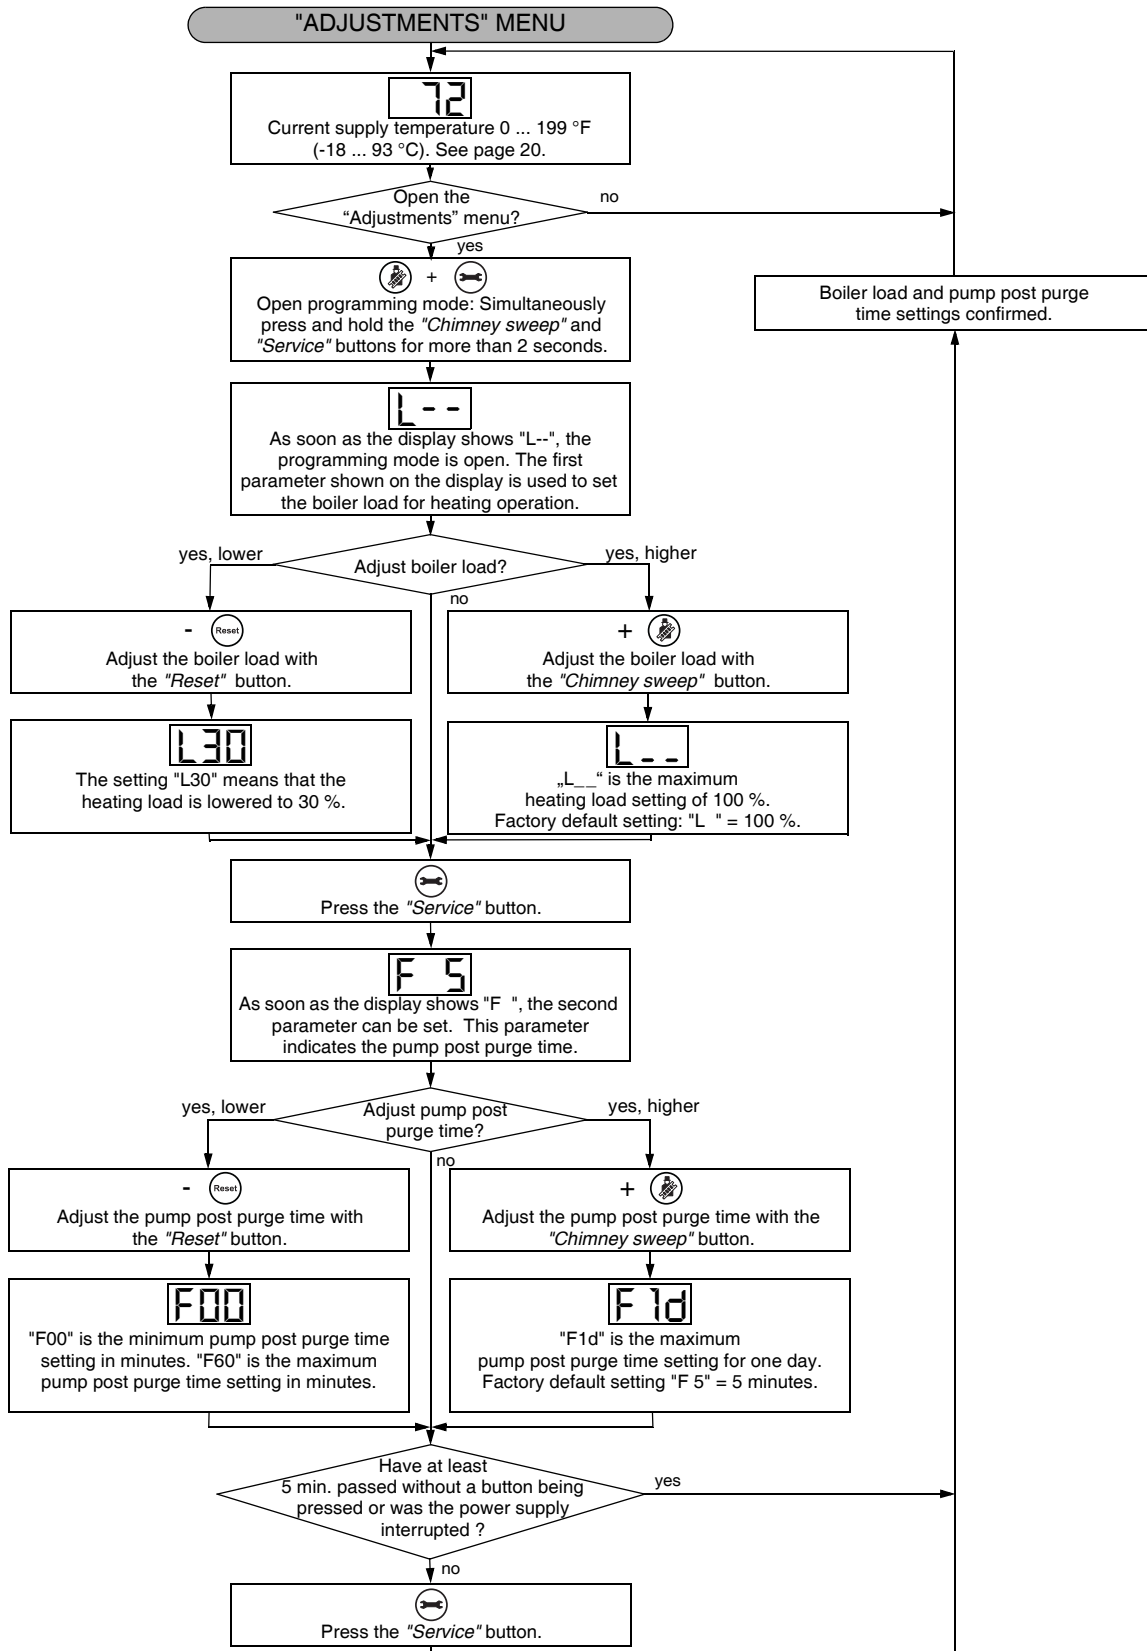 "ADJUSTMENTS" MENU
72
Current supply temperature 0 ... 199 °F
(-18 ... 93 °C). See page 20.
Open the
“Adjustments” menu?
no
yes
+
Open programming mode: Simultaneously
press and hold the "Chimney sweep" and
"Service" buttons for more than 2 seconds.
Boiler load and pump post purge
time settings confirmed.
L--
As soon as the display shows "L--", the
programming mode is open. The first
parameter shown on the display is used to set
the boiler load for heating operation.
yes, lower
Adjust boiler load?
yes, higher
no
- Reset
Adjust the boiler load with
the "Reset" button.
+
Adjust the boiler load with
the "Chimney sweep" button.
L30
The setting "L30" means that the
heating load is lowered to 30 %.
L__
„L__“ is the maximum
heating load setting of 100 %.
Factory default setting: "L  " = 100 %.
Press the "Service" button.
F 5
As soon as the display shows "F  ", the second
parameter can be set.  This parameter
indicates the pump post purge time.
yes, lower
Adjust pump post
purge time?
yes, higher
no
- Reset
Adjust the pump post purge time with
the "Reset" button.
+
Adjust the pump post purge time with the
"Chimney sweep" button.
F00
"F00" is the minimum pump post purge time
setting in minutes. "F60" is the maximum
pump post purge time setting in minutes.
F1d
"F1d" is the maximum
pump post purge time setting for one day.
Factory default setting "F 5" = 5 minutes.
Have at least
5 min. passed without a button being
pressed or was the power supply
interrupted ?
yes
no
Press the "Service" button.